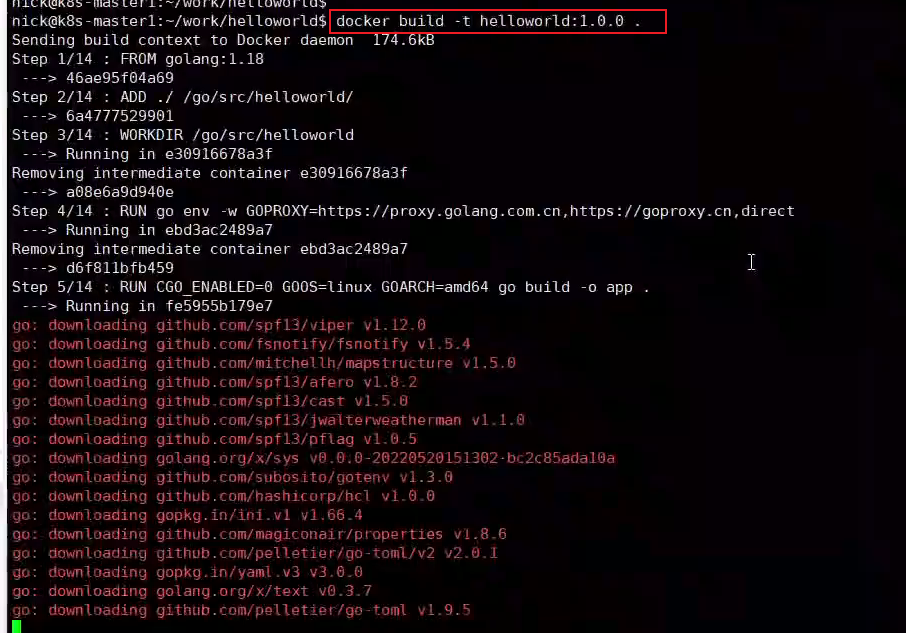 nick@k8s-master1:~/work/helloworld$
nick@k8s-master1:~/work/helloworld$ docker build -t helloworld:1.0.0 .
Sending build context to Docker daemon  174.6kB
Step 1/14 : FROM golang:1.18
 ---> 46ae95f04a69
Step 2/14 : ADD ./ /go/src/helloworld/
 ---> 6a4777529901
Step 3/14 : WORKDIR /go/src/helloworld
 ---> Running in e30916678a3f
Removing intermediate container e30916678a3f
 ---> a08e6a9d940e
Step 4/14 : RUN go env -w GOPROXY=https://proxy.golang.com.cn,https://goproxy.cn,direct
 ---> Running in ebd3ac2489a7
Removing intermediate container ebd3ac2489a7
 ---> d6f811bfb459
Step 5/14 : RUN CGO_ENABLED=0 GOOS=linux GOARCH=amd64 go build -o app .
 ---> Running in fe5955b179e7
go: downloading github.com/spf13/viper v1.12.0
go: downloading github.com/fsnotify/fsnotify v1.5.4
go: downloading github.com/mitchellh/mapstructure v1.5.0
go: downloading github.com/spf13/afero v1.8.2
go: downloading github.com/spf13/cast v1.5.0
go: downloading github.com/spf13/jwalterweatherman v1.1.0
go: downloading github.com/spf13/pflag v1.0.5
go: downloading golang.org/x/sys v0.0.0-20220520151302-bc2c85ada10a
go: downloading github.com/subosito/gotenv v1.3.0
go: downloading github.com/hashicorp/hcl v1.0.0
go: downloading gopkg.in/ini.v1 v1.66.4
go: downloading github.com/magiconair/properties v1.8.6
go: downloading github.com/pelletier/go-toml/v2 v2.0.1
go: downloading gopkg.in/yaml.v3 v3.0.0
go: downloading golang.org/x/text v0.3.7
go: downloading github.com/pelletier/go-toml v1.9.5